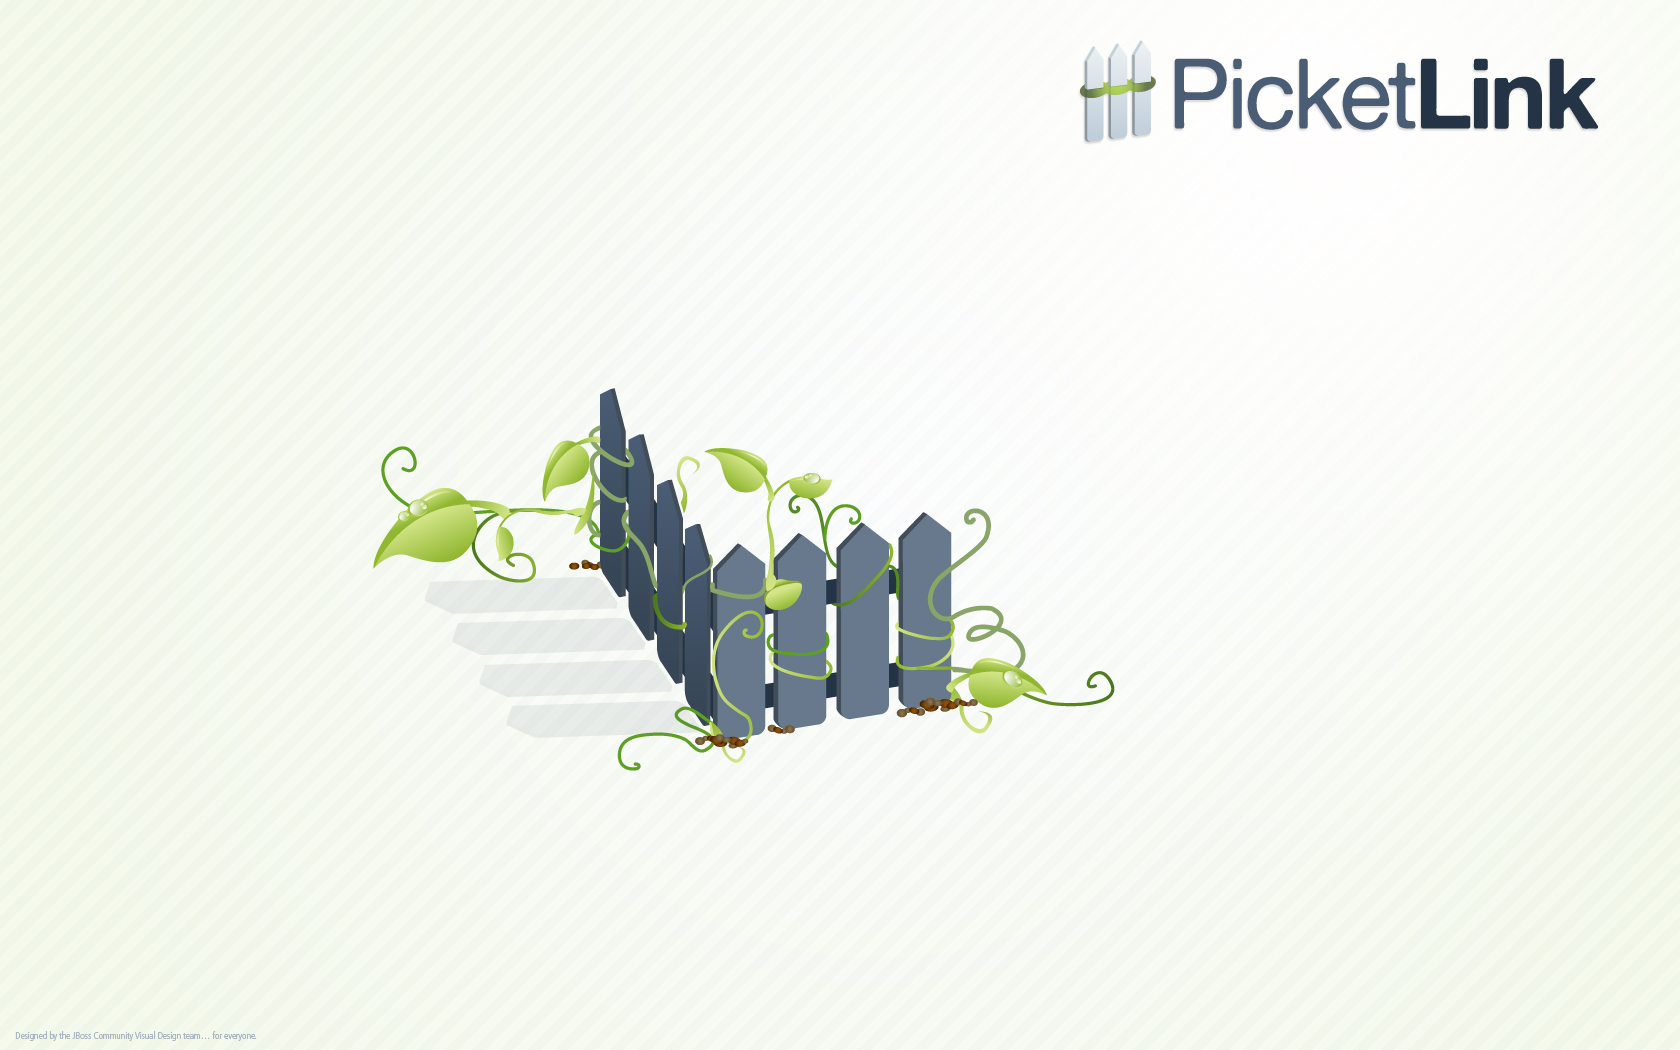 PicketLink
Designed by the JBoss Community Visual Design team... for everyone.